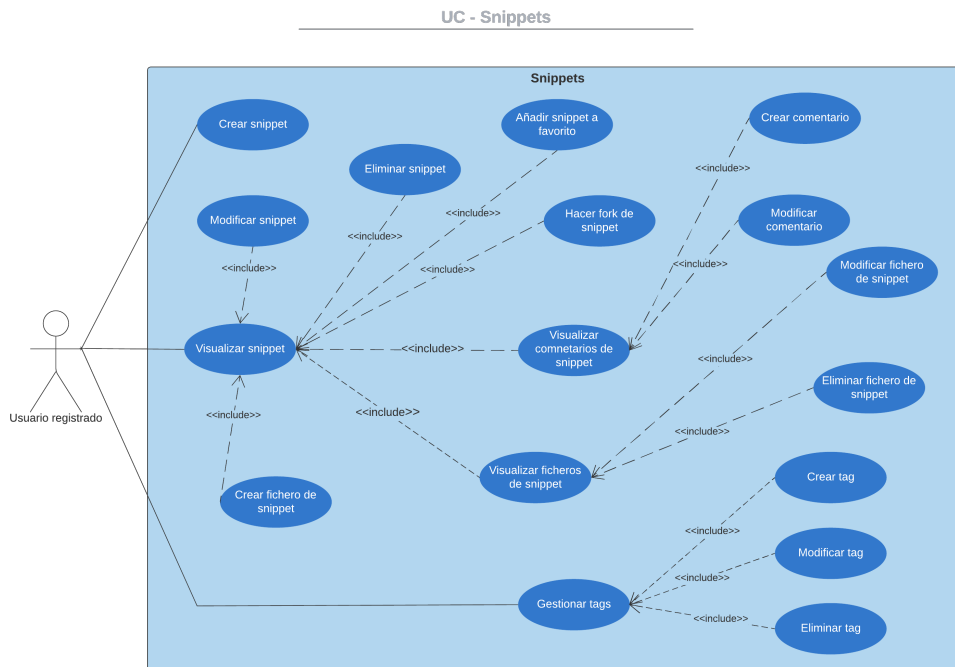 UC - Snippets
Snippets
Crear snippet
Añadir snippet a
favorito
Crear comentario
Eliminar snippet
<<include>>
Modificar snippet
<<include>>
Hacer fork de
snippet
Modificar
comentario
<<include>>
<<include>>
<<include>>
<<include>>
Modificar fichero
de snippet
Visualizar snippet
<<include>>
Visualizar
comnetarios de
snippet
<<include>>
Usuario registrado
<<include>>
<include>>
Eliminar fichero de
snippet
<<include>>
Crear fichero de
snippet
Visualizar ficheros
de snippet
Crear tag
<<include>>
Modificar tag
<<include>>
Gestionar tags
<<include>>
Eliminar tag